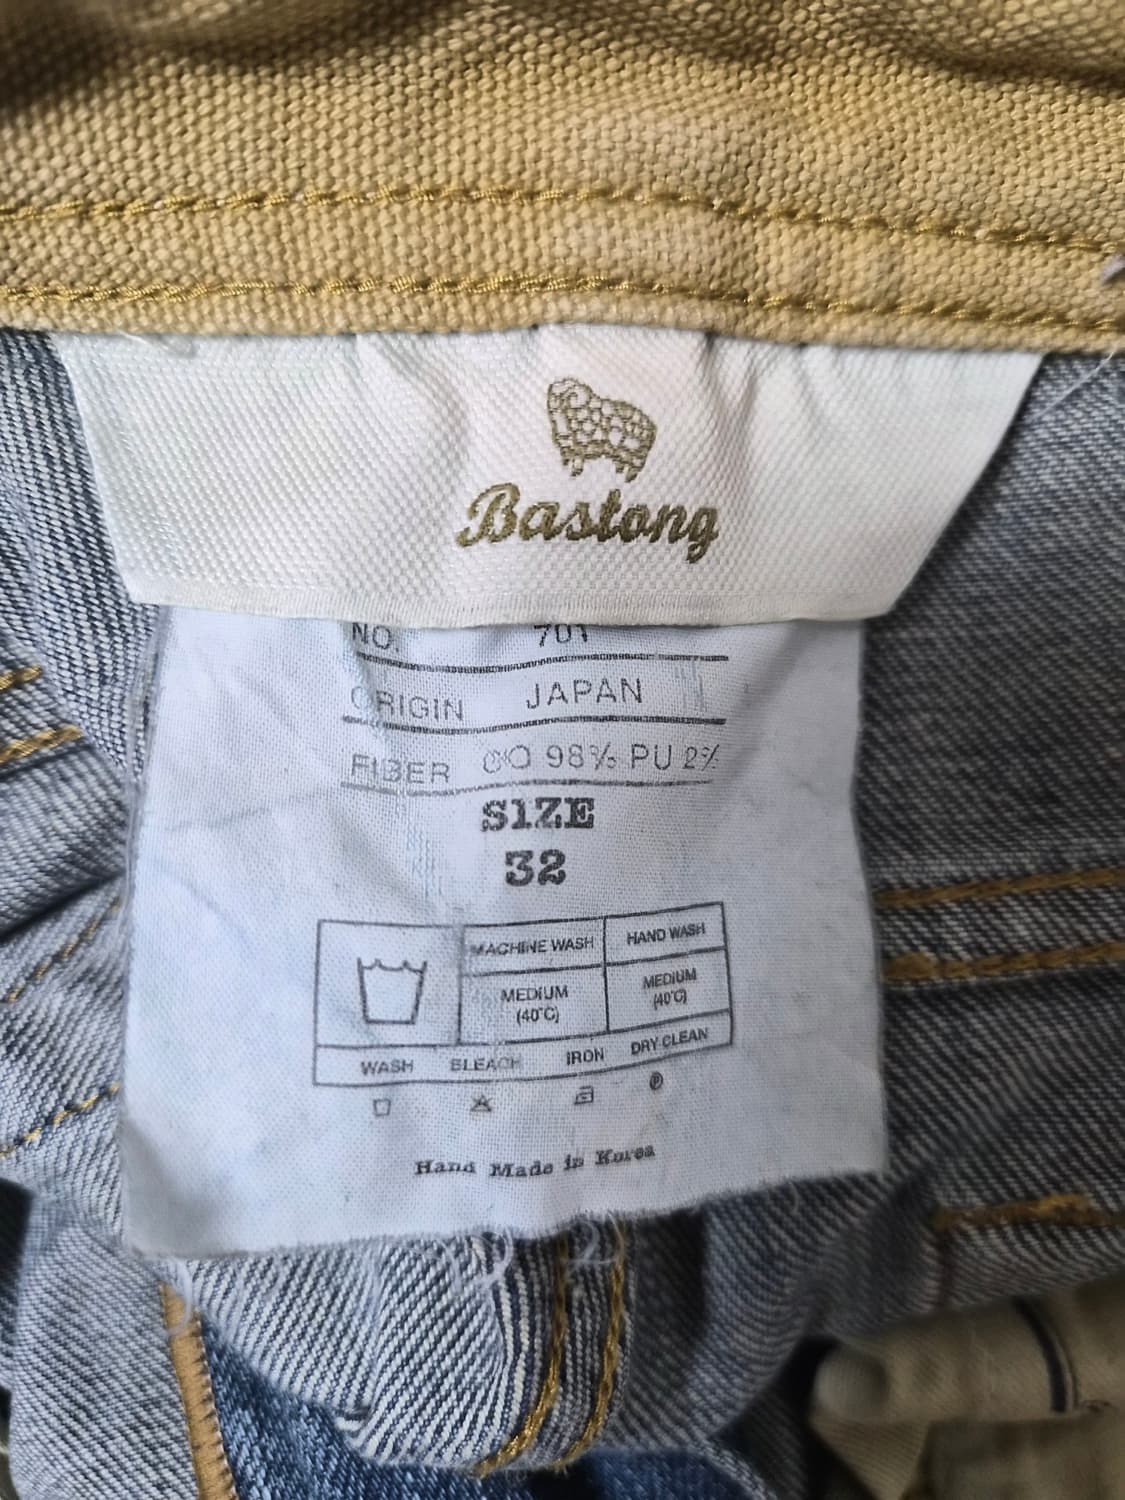 Bastong
NO. 701
ORIGIN JAPAN
FIBER CO 98% PU 2%
SIZE
32
MACHINE WASH HAND WASH
MEDIUM MEDIUM
(40°C) (40°C)
WASH BLEACH IRON DRY CLEAN
P
Hand Made in Korea